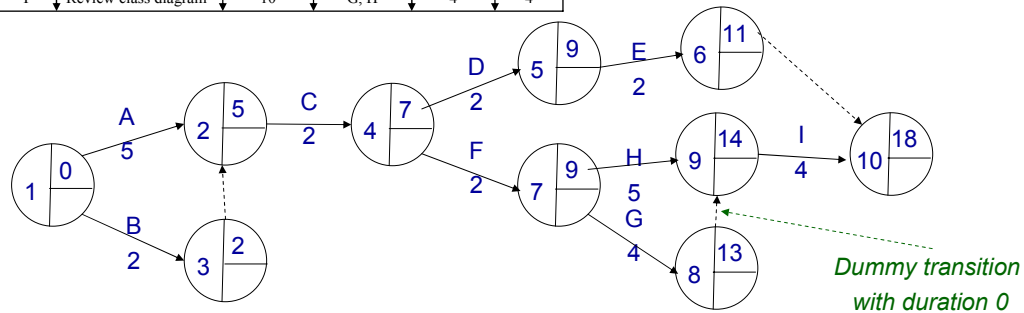 Review class diagram 10 G, H 4 4
1 0
A
5
B
2
2 5
3 2
C
2
4 7
D
2
F
2
5 9
E
2
6 11
7 9
H
5
G
4
9 14
8 13
I
4
10 18
Dummy transition
with duration 0